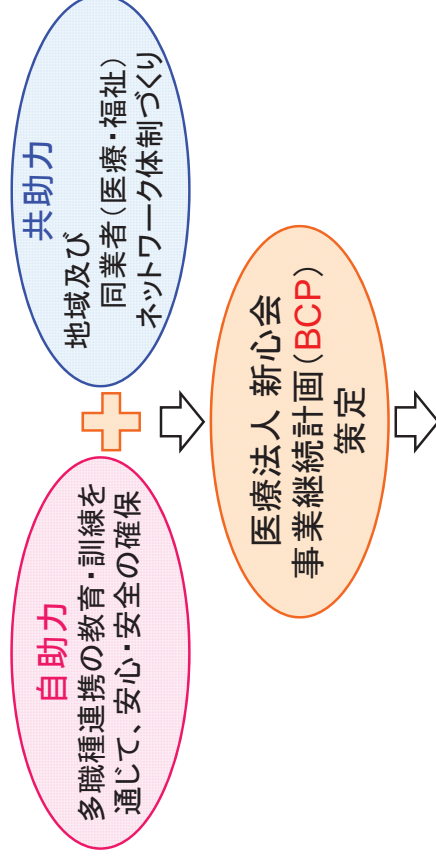 自助力
多職種連携の教育・訓練を
通じて、安心・安全の確保
共助力
地域及び
同業者（医療・福祉）
ネットワーク体制づくり
医療法人 新心会
事業継続計画（BCP）
策定